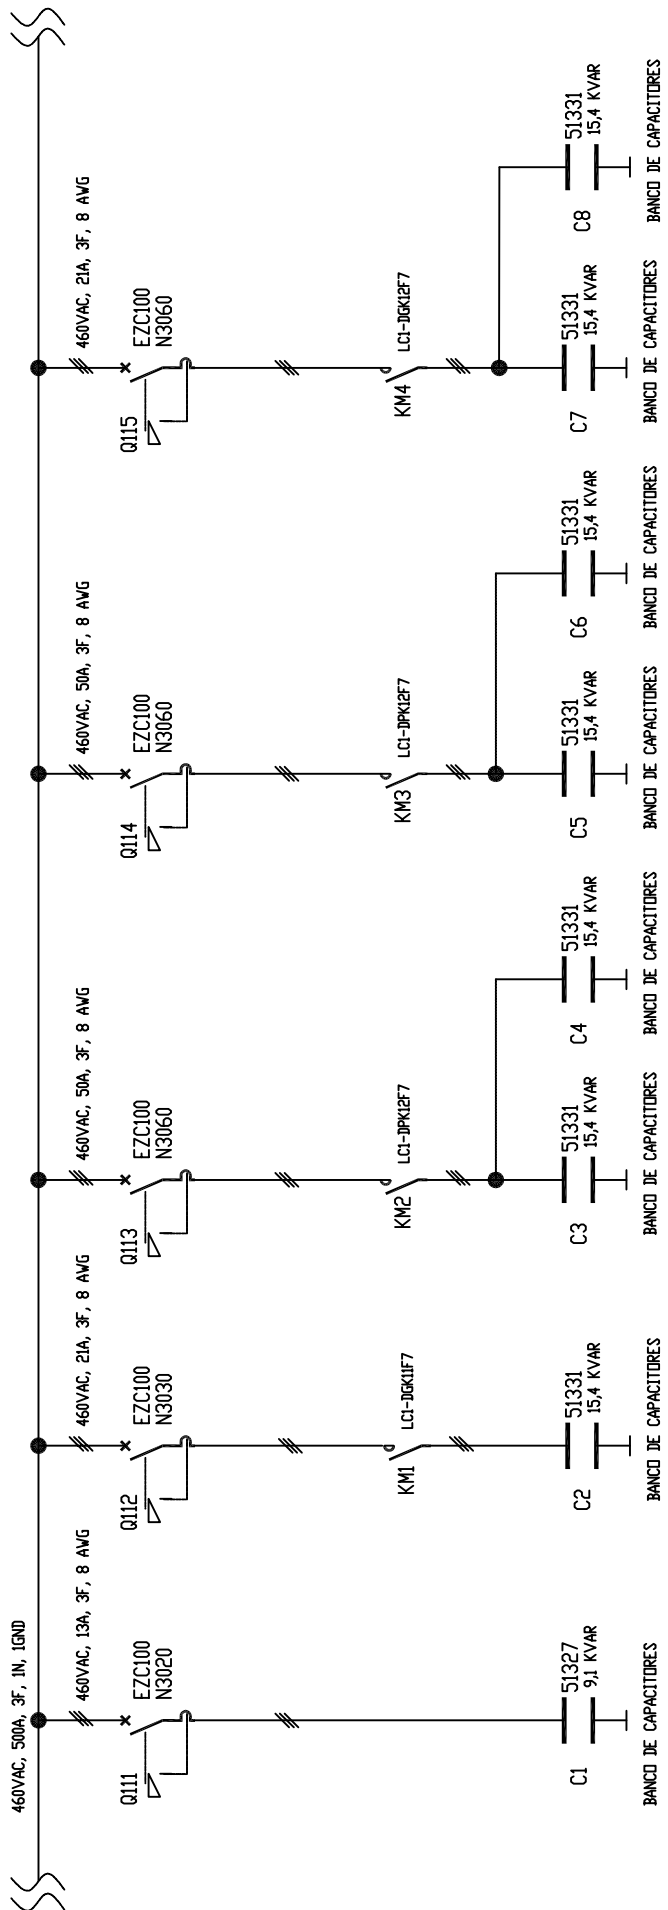 460VAC, 500A, 3F, 1N, 1GND
460VAC, 13A, 3F, 8 AWG
Q111
EZC100
N3020
C1
51327
9,1 KVAR
BANCO DE CAPACITORES
460VAC, 21A, 3F, 8 AWG
Q112
EZC100
N3030
KM1
LC1-DGK11F7
C2
51331
15,4 KVAR
BANCO DE CAPACITORES
460VAC, 50A, 3F, 8 AWG
Q113
EZC100
N3060
KM2
LC1-DPK12F7
C3
51331
15,4 KVAR
BANCO DE CAPACITORES
C4
51331
15,4 KVAR
BANCO DE CAPACITORES
460VAC, 50A, 3F, 8 AWG
Q114
EZC100
N3060
KM3
LC1-DPK12F7
C5
51331
15,4 KVAR
BANCO DE CAPACITORES
C6
51331
15,4 KVAR
BANCO DE CAPACITORES
460VAC, 21A, 3F, 8 AWG
Q115
EZC100
N3060
KM4
LC1-DGK12F7
C7
51331
15,4 KVAR
BANCO DE CAPACITORES
C8
51331
15,4 KVAR
BANCO DE CAPACITORES